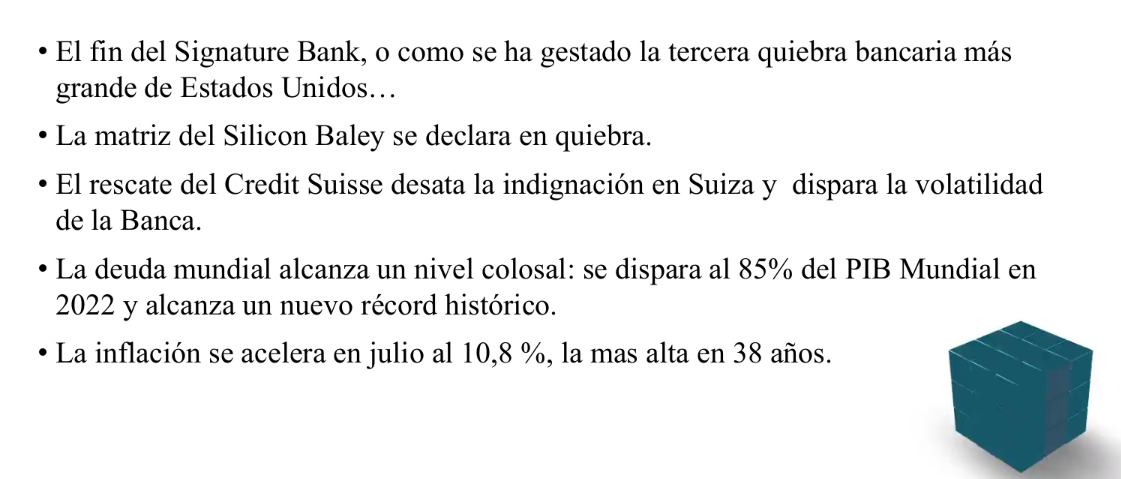 • El fin del Signature Bank, o como se ha gestado la tercera quiebra bancaria más
grande de Estados Unidos…
• La matriz del Silicon Baley se declara en quiebra.
• El rescate del Credit Suisse desata la indignación en Suiza y  dispara la volatilidad
de la Banca.
• La deuda mundial alcanza un nivel colosal: se dispara al 85% del PIB Mundial en
2022 y alcanza un nuevo récord histórico.
• La inflación se acelera en julio al 10,8 %, la mas alta en 38 años.